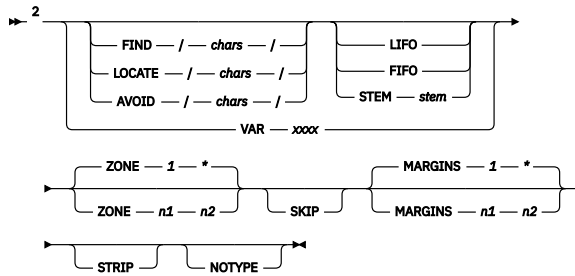 2
FIND / chars / LIFO
LOCATE / chars / FIFO
AVOID / chars / STEM stem
VAR xxxx
ZONE 1 * MARGINS 1 *
ZONE n1 n2 SKIP MARGINS n1 n2
STRIP NOTYPE